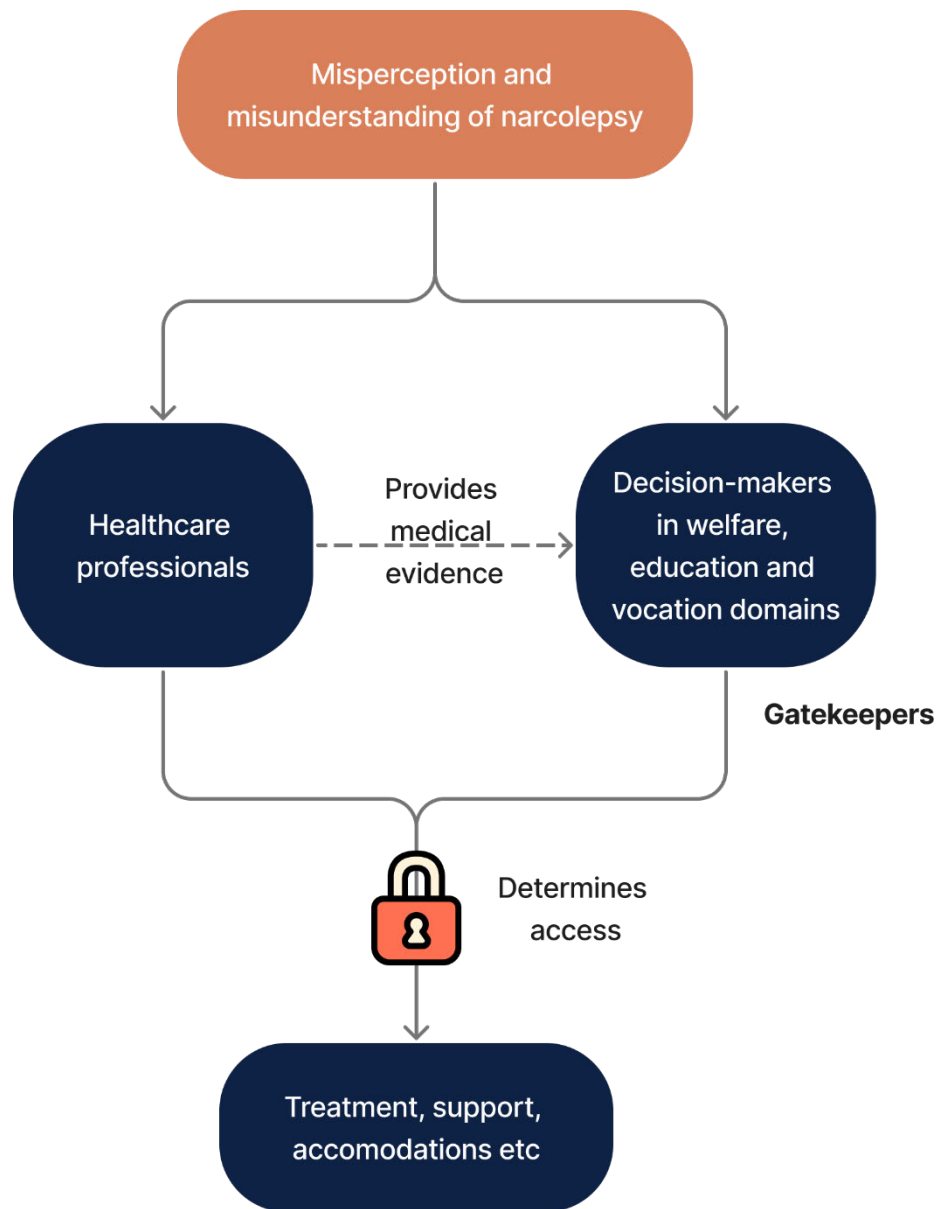 Misperception and
misunderstanding of narcolepsy
Healthcare
professionals
Provides
medical
evidence
Decision-makers
in welfare,
education and
vocation domains
Gatekeepers
Determines
access
Treatment, support,
accomodations etc